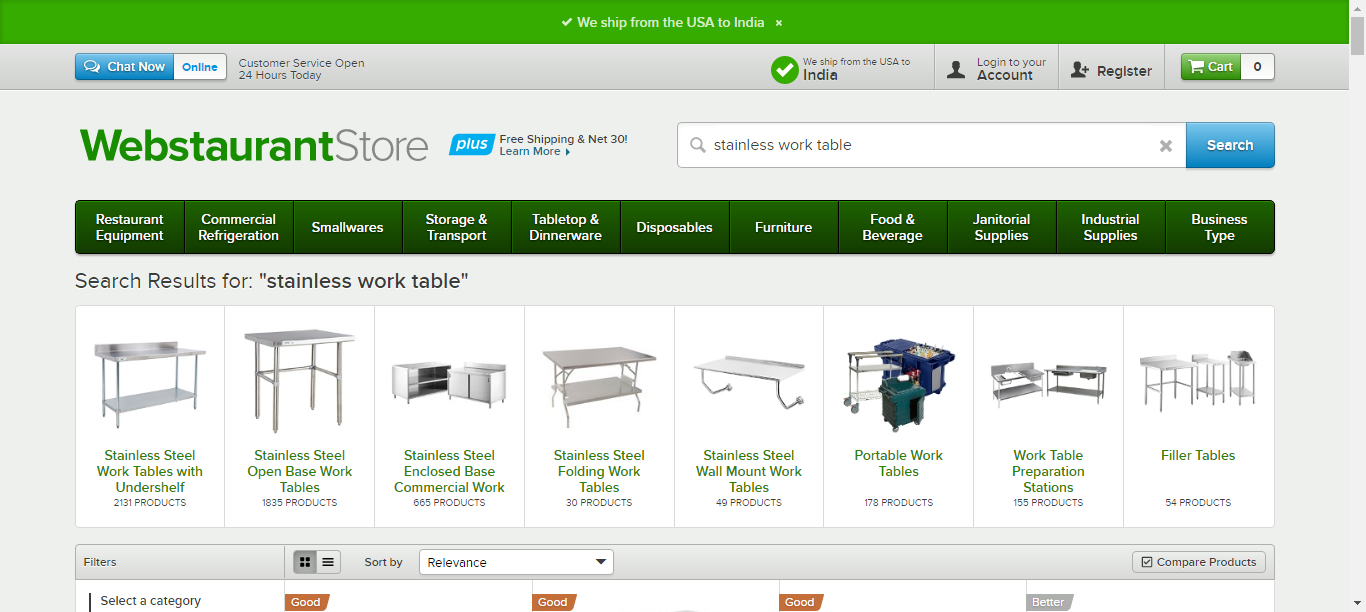 We ship from the USA to India ×
Chat Now Online
Customer Service Open
24 Hours Today
We ship from the USA to
India
Login to your
Account
Register
Cart 0
WebstaurantStore
plus
Free Shipping & Net 30!
Learn More
stainless work table
Search
Restaurant
Equipment
Commercial
Refrigeration
Smallwares
Storage &
Transport
Tabletop &
Dinnerware
Disposables
Furniture
Food &
Beverage
Janitorial
Supplies
Industrial
Supplies
Business
Type
Search Results for: "stainless work table"
Stainless Steel
Work Tables with
Undershelf
2131 PRODUCTS
Stainless Steel
Open Base Work
Tables
1835 PRODUCTS
Stainless Steel
Enclosed Base
Commercial Work
665 PRODUCTS
Stainless Steel
Folding Work
Tables
30 PRODUCTS
Stainless Steel
Wall Mount Work
Tables
49 PRODUCTS
Portable Work
Tables
178 PRODUCTS
Work Table
Preparation
Stations
155 PRODUCTS
Filler Tables
54 PRODUCTS
Filters
Sort by
Relevance
Compare Products
Select a category
Good
Good
Good
Better